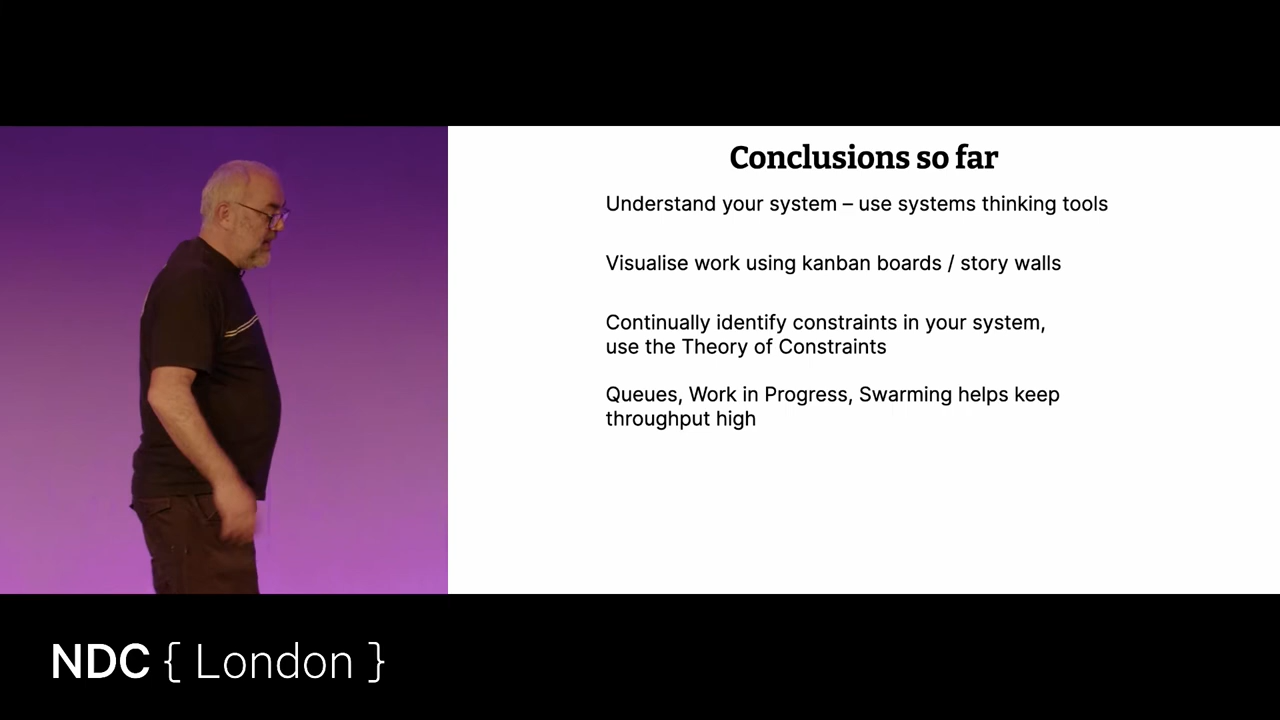 Conclusions so far
Understand your system – use systems thinking tools
Visualise work using kanban boards / story walls
Continually identify constraints in your system,
use the Theory of Constraints
Queues, Work in Progress, Swarming helps keep
throughput high
NDC { London }